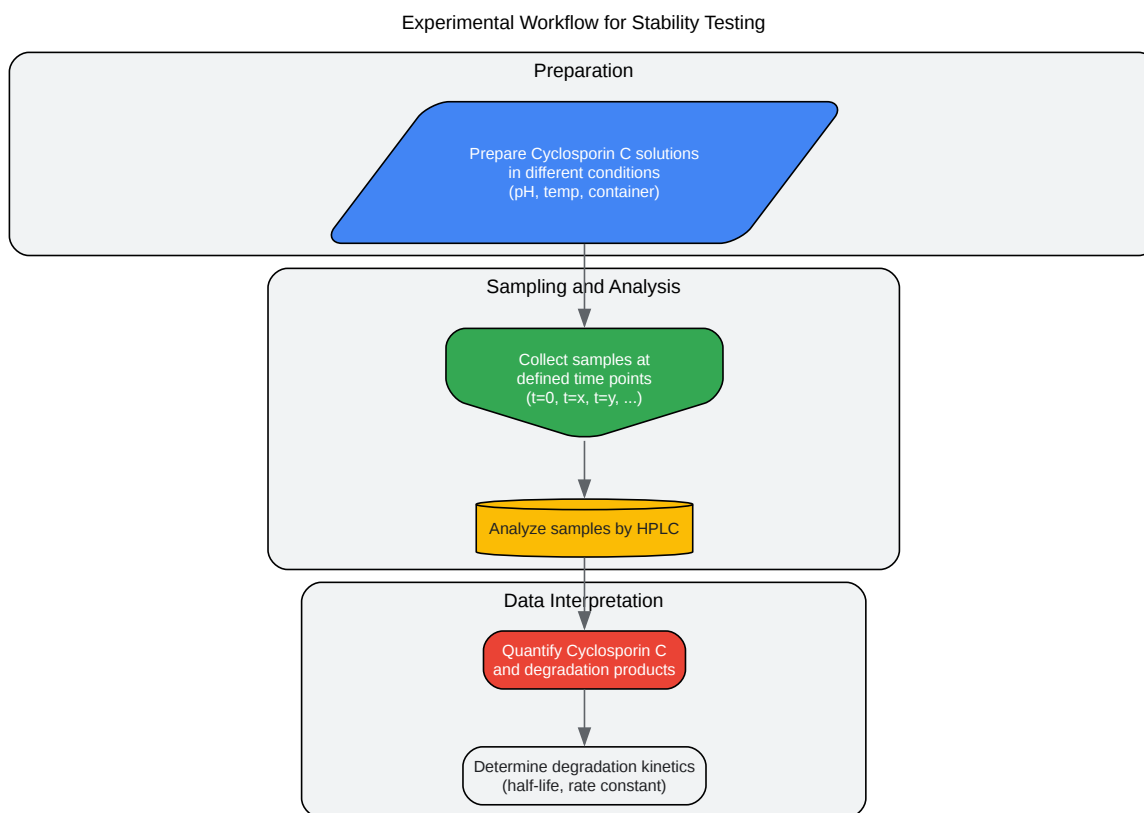 Experimental Workflow for Stability Testing
Preparation
Prepare Cyclosporin C solutions
in different conditions
(pH, temp, container)
Sampling and Analysis
Collect samples at
defined time points
(t=0, t=x, t=y, ...)
Analyze samples by HPLC
Data Interpretation
Quantify Cyclosporin C
and degradation products
Determine degradation kinetics
(half-life, rate constant)